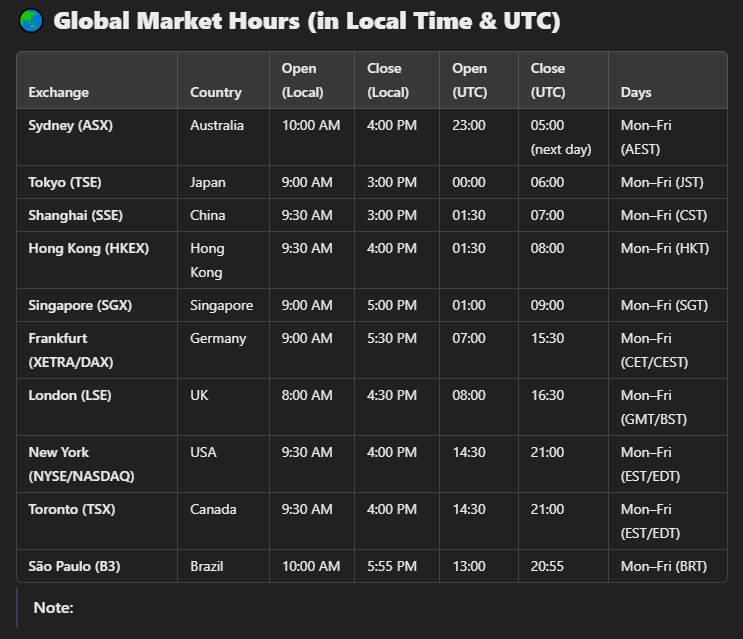 🌏 Global Market Hours (in Local Time & UTC)
Exchange Country Open (Local) Close (Local) Open (UTC) Close (UTC) Days
Sydney (ASX) Australia 10:00 AM 4:00 PM 23:00 05:00 (next day) Mon–Fri (AEST)
Tokyo (TSE) Japan 9:00 AM 3:00 PM 00:00 06:00 Mon–Fri (JST)
Shanghai (SSE) China 9:30 AM 3:00 PM 01:30 07:00 Mon–Fri (CST)
Hong Kong (HKEX) Hong Kong 9:30 AM 4:00 PM 01:30 08:00 Mon–Fri (HKT)
Singapore (SGX) Singapore 9:00 AM 5:00 PM 01:00 09:00 Mon–Fri (SGT)
Frankfurt (XETRA/DAX) Germany 9:00 AM 5:30 PM 07:00 15:30 Mon–Fri (CET/CEST)
London (LSE) UK 8:00 AM 4:30 PM 08:00 16:30 Mon–Fri (GMT/BST)
New York (NYSE/NASDAQ) USA 9:30 AM 4:00 PM 14:30 21:00 Mon–Fri (EST/EDT)
Toronto (TSX) Canada 9:30 AM 4:00 PM 14:30 21:00 Mon–Fri (EST/EDT)
São Paulo (B3) Brazil 10:00 AM 5:55 PM 13:00 20:55 Mon–Fri (BRT)
Note: